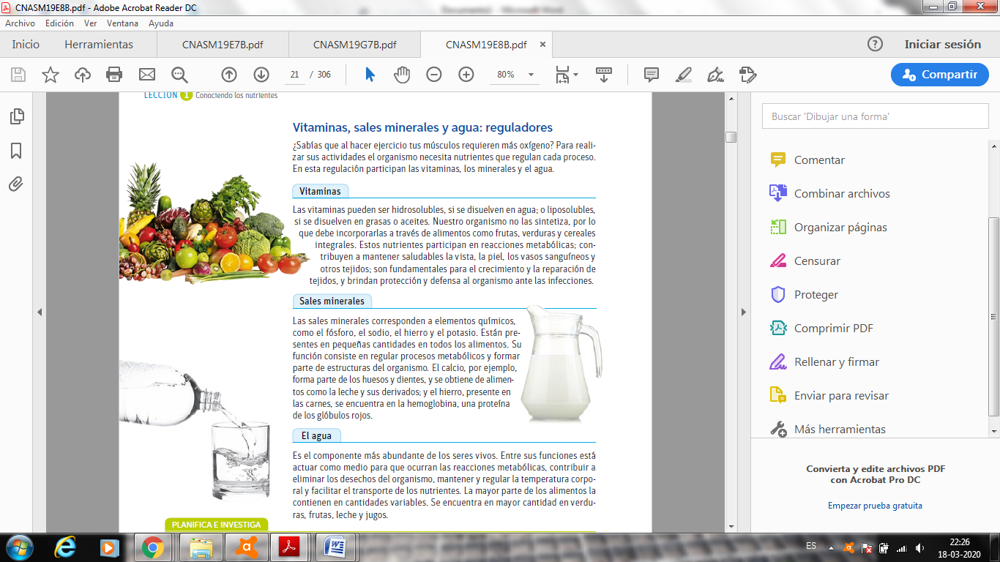 CNASM19E8B.pdf - Adobe Acrobat Reader DC
Archivo Edición Ver Ventana Ayuda
Inicio Herramientas CNASM19E7B.pdf CNASM19G7B.pdf CNASM19E8B.pdf × Iniciar sesión
21 / 306 80% Compartir
LECCIÓN 1 Conociendo los nutrientes
Vitaminas, sales minerales y agua: reguladores
¿Sabías que al hacer ejercicio tus músculos requieren más oxígeno? Para reali-
zar sus actividades el organismo necesita nutrientes que regulan cada proceso.
En esta regulación participan las vitaminas, los minerales y el agua.
Vitaminas
Las vitaminas pueden ser hidrosolubles, si se disuelven en agua; o liposolubles,
si se disuelven en grasas o aceites. Nuestro organismo no las sintetiza, por lo
que debe incorporarlas a través de alimentos como frutas, verduras y cereales
integrales. Estos nutrientes participan en reacciones metabólicas; con-
tribuyen a mantener saludables la vista, la piel, los vasos sanguíneos y
otros tejidos; son fundamentales para el crecimiento y la reparación de
tejidos, y brindan protección y defensa al organismo ante las infecciones.
Sales minerales
Las sales minerales corresponden a elementos químicos,
como el fósforo, el sodio, el hierro y el potasio. Están pre-
sentes en pequeñas cantidades en todos los alimentos. Su
función consiste en regular procesos metabólicos y formar
parte de estructuras del organismo. El calcio, por ejemplo,
forma parte de los huesos y dientes, y se obtiene de alimen-
tos como la leche y sus derivados; y el hierro, presente en
las carnes, se encuentra en la hemoglobina, una proteína
de los glóbulos rojos.
El agua
Es el componente más abundante de los seres vivos. Entre sus funciones está
actuar como medio para que ocurran las reacciones metabólicas, contribuir a
eliminar los desechos del organismo, mantener y regular la temperatura corpo-
ral y facilitar el transporte de los nutrientes. La mayor parte de los alimentos la
contienen en cantidades variables. Se encuentra en mayor cantidad en verdu-
ras, frutas, leche y jugos.
PLANIFICA E INVESTIGA
Buscar 'Dibujar una forma'
Comentar
Combinar archivos
Organizar páginas
Censurar
Proteger
Comprimir PDF
Rellenar y firmar
Enviar para revisar
Más herramientas
Convierta y edite archivos PDF
con Acrobat Pro DC
Empezar prueba gratuita
ES
22:26
18-03-2020